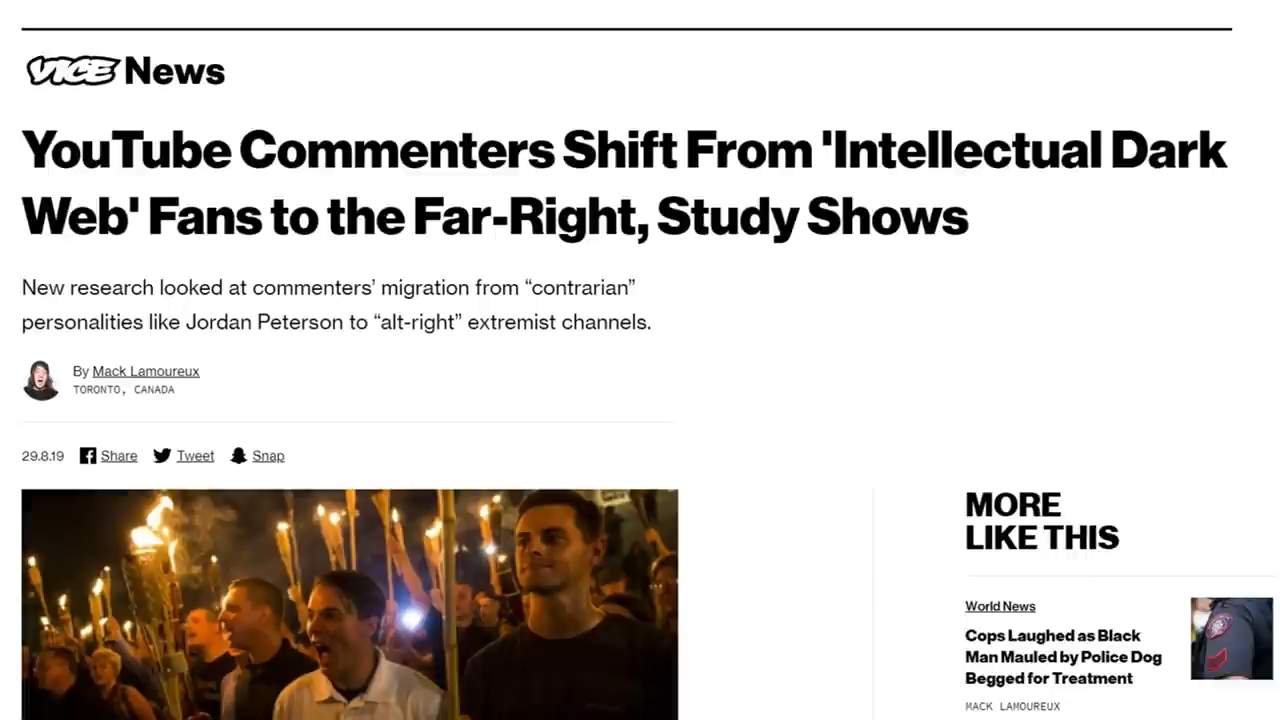 VICE News
YouTube Commenters Shift From 'Intellectual Dark
Web' Fans to the Far-Right, Study Shows
New research looked at commenters’ migration from “contrarian”
personalities like Jordan Peterson to “alt-right” extremist channels.
By Mack Lamoureux
TORONTO, CANADA
29.8.19 Share Tweet Snap
MORE
LIKE THIS
World News
Cops Laughed as Black
Man Mauled by Police Dog
Begged for Treatment
MACK LAMOUREUX